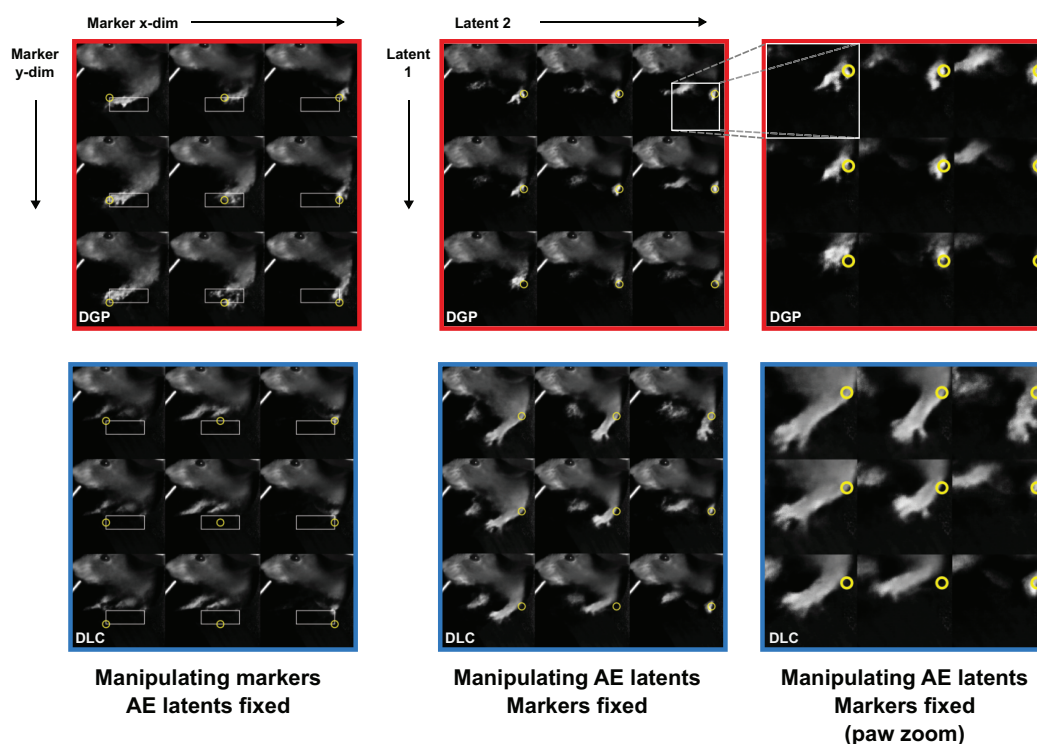 Marker x-dim
Latent 2
Marker
y-dim
Latent
1
DGP
DGP
DGP
DLC
DLC
DLC
Manipulating markers
AE latents fixed
Manipulating AE latents
Markers fixed
Manipulating AE latents
Markers fixed
(paw zoom)